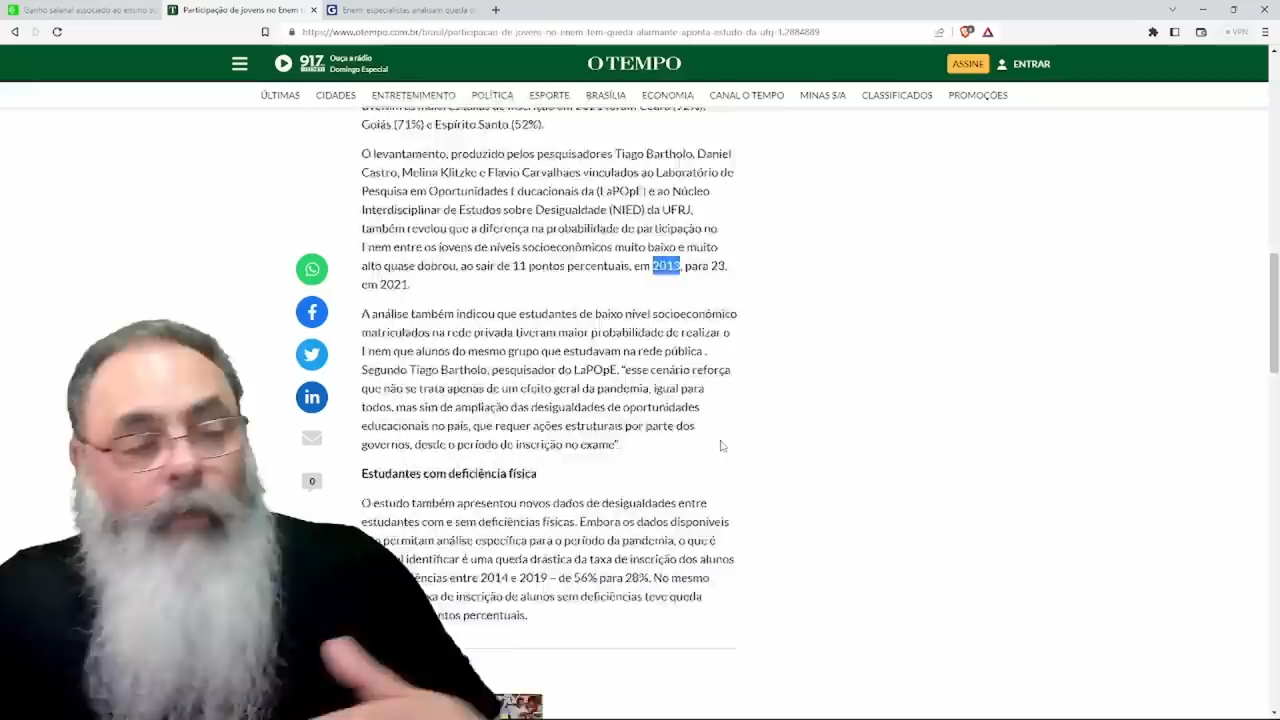 Ganho salarial associado ao ensino su
Participação de jovens no Enem t
Enem: especialistas analisam queda d
https://www.otempo.com.br/brasil/participacao-de-jovens-no-enem-tem-queda-alarmante-aponta-estudo-da-ufrj-1.2884889
VPN
91.7
Ouça a rádio
Domingo Especial
O TEMPO
ASSINE
ENTRAR
ÚLTIMAS CIDADES ENTRETENIMENTO POLÍTICA ESPORTE BRASÍLIA ECONOMIA CANAL O TEMPO MINAS S/A CLASSIFICADOS PROMOÇÕES
Goiás (71%) e Espírito Santo (52%).
O levantamento, produzido pelos pesquisadores Tiago Bartholo, Daniel
Castro, Melina Klitzke e Flavio Carvalhaes vinculados ao Laboratório de
Pesquisa em Oportunidades Educacionais da (LaPOpE) e ao Núcleo
Interdisciplinar de Estudos sobre Desigualdade (NIED) da UFRJ,
também revelou que a diferença na probabilidade de participação no
Enem entre os jovens de níveis socioeconômicos muito baixo e muito
alto quase dobrou, ao sair de 11 pontos percentuais, em 2013, para 23,
em 2021.
A análise também indicou que estudantes de baixo nível socioeconômico
matriculados na rede privada tiveram maior probabilidade de realizar o
Enem que alunos do mesmo grupo que estudavam na rede pública .
Segundo Tiago Bartholo, pesquisador do LaPOpE, “esse cenário reforça
que não se trata apenas de um efeito geral da pandemia, igual para
todos, mas sim de ampliação das desigualdades de oportunidades
educacionais no país, que requer ações estruturais por parte dos
governos, desde o período de inscrição no exame”.
0
Estudantes com deficiência física
O estudo também apresentou novos dados de desigualdades entre
estudantes com e sem deficiências físicas. Embora os dados disponíveis
permitam análise específica para o período da pandemia, o que é
l identificar é uma queda drástica da taxa de inscrição dos alunos
ências entre 2014 e 2019 – de 56% para 28%. No mesmo
xa de inscrição de alunos sem deficiências teve queda
ntos percentuais.